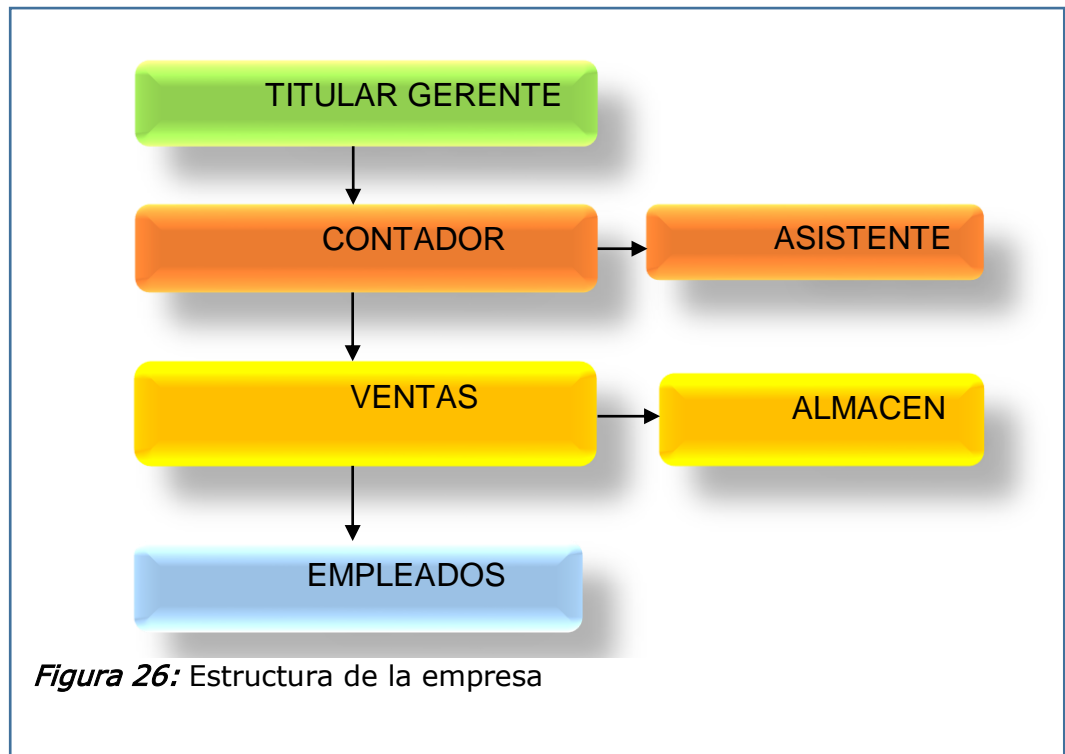 TITULAR GERENTE
CONTADOR
ASISTENTE
VENTAS
ALMACEN
EMPLEADOS
Figura 26: Estructura de la empresa